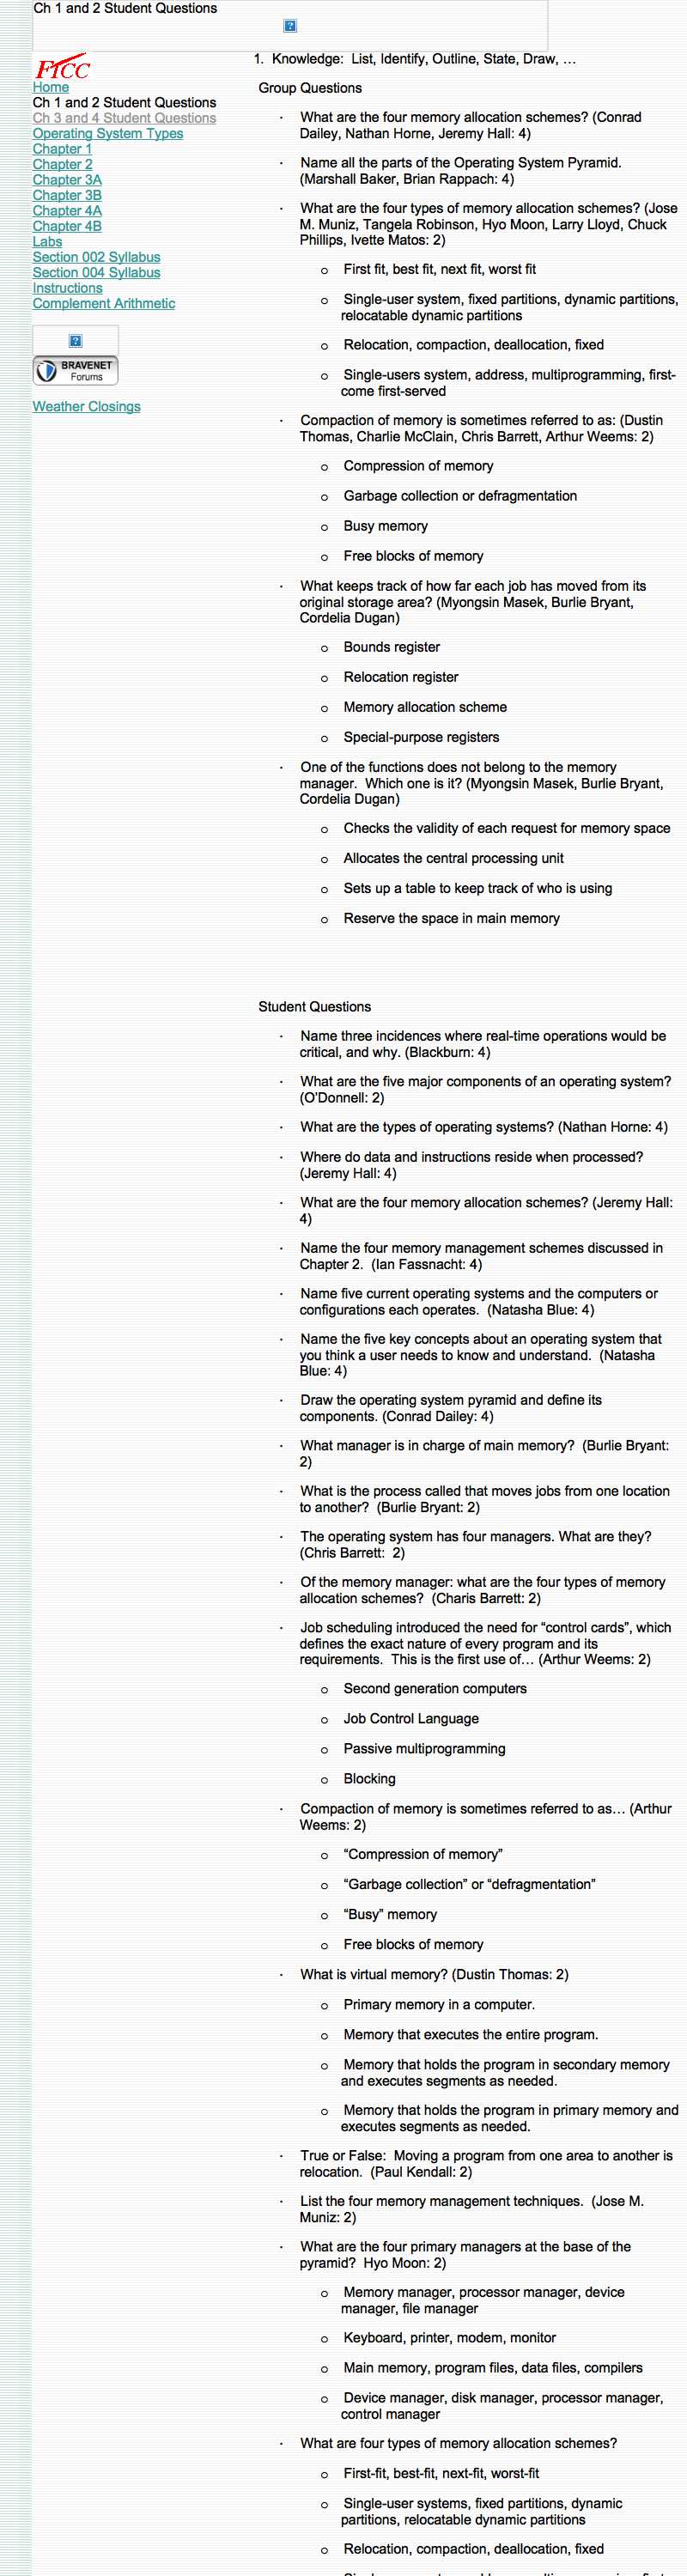 Ch 1 and 2 Student Questions
FTCC
Home
Ch 1 and 2 Student Questions
Ch 3 and 4 Student Questions
Operating System Types
Chapter 1
Chapter 2
Chapter 3A
Chapter 3B
Chapter 4A
Chapter 4B
Labs
Section 002 Syllabus
Section 004 Syllabus
Instructions
Complement Arithmetic
BRAVENET
Forums
Weather Closings
1. Knowledge: List, Identify, Outline, State, Draw, …
Group Questions
· What are the four memory allocation schemes? (Conrad
Dailey, Nathan Horne, Jeremy Hall: 4)
· Name all the parts of the Operating System Pyramid.
(Marshall Baker, Brian Rappach: 4)
· What are the four types of memory allocation schemes? (Jose
M. Muniz, Tangela Robinson, Hyo Moon, Larry Lloyd, Chuck
Phillips, Ivette Matos: 2)
o First fit, best fit, next fit, worst fit
o Single-user system, fixed partitions, dynamic partitions,
relocatable dynamic partitions
o Relocation, compaction, deallocation, fixed
o Single-users system, address, multiprogramming, first-
come first-served
· Compaction of memory is sometimes referred to as: (Dustin
Thomas, Charlie McClain, Chris Barrett, Arthur Weems: 2)
o Compression of memory
o Garbage collection or defragmentation
o Busy memory
o Free blocks of memory
· What keeps track of how far each job has moved from its
original storage area? (Myongsin Masek, Burlie Bryant,
Cordelia Dugan)
o Bounds register
o Relocation register
o Memory allocation scheme
o Special-purpose registers
· One of the functions does not belong to the memory
manager. Which one is it? (Myongsin Masek, Burlie Bryant,
Cordelia Dugan)
o Checks the validity of each request for memory space
o Allocates the central processing unit
o Sets up a table to keep track of who is using
o Reserve the space in main memory
Student Questions
· Name three incidences where real-time operations would be
critical, and why. (Blackburn: 4)
· What are the five major components of an operating system?
(O'Donnell: 2)
· What are the types of operating systems? (Nathan Horne: 4)
· Where do data and instructions reside when processed?
(Jeremy Hall: 4)
· What are the four memory allocation schemes? (Jeremy Hall:
4)
· Name the four memory management schemes discussed in
Chapter 2. (Ian Fassnacht: 4)
· Name five current operating systems and the computers or
configurations each operates. (Natasha Blue: 4)
· Name the five key concepts about an operating system that
you think a user needs to know and understand. (Natasha
Blue: 4)
· Draw the operating system pyramid and define its
components. (Conrad Dailey: 4)
· What manager is in charge of main memory? (Burlie Bryant:
2)
· What is the process called that moves jobs from one location
to another? (Burlie Bryant: 2)
· The operating system has four managers. What are they?
(Chris Barrett: 2)
· Of the memory manager: what are the four types of memory
allocation schemes? (Charis Barrett: 2)
· Job scheduling introduced the need for “control cards”, which
defines the exact nature of every program and its
requirements. This is the first use of… (Arthur Weems: 2)
o Second generation computers
o Job Control Language
o Passive multiprogramming
o Blocking
· Compaction of memory is sometimes referred to as… (Arthur
Weems: 2)
o “Compression of memory”
o “Garbage collection” or “defragmentation”
o “Busy” memory
o Free blocks of memory
· What is virtual memory? (Dustin Thomas: 2)
o Primary memory in a computer.
o Memory that executes the entire program.
o Memory that holds the program in secondary memory
and executes segments as needed.
o Memory that holds the program in primary memory and
executes segments as needed.
· True or False: Moving a program from one area to another is
relocation. (Paul Kendall: 2)
· List the four memory management techniques. (Jose M.
Muniz: 2)
· What are the four primary managers at the base of the
pyramid? Hyo Moon: 2)
o Memory manager, processor manager, device
manager, file manager
o Keyboard, printer, modem, monitor
o Main memory, program files, data files, compilers
o Device manager, disk manager, processor manager,
control manager
· What are four types of memory allocation schemes?
o First-fit, best-fit, next-fit, worst-fit
o Single-user systems, fixed partitions, dynamic
partitions, relocatable dynamic partitions
o Relocation, compaction, deallocation, fixed